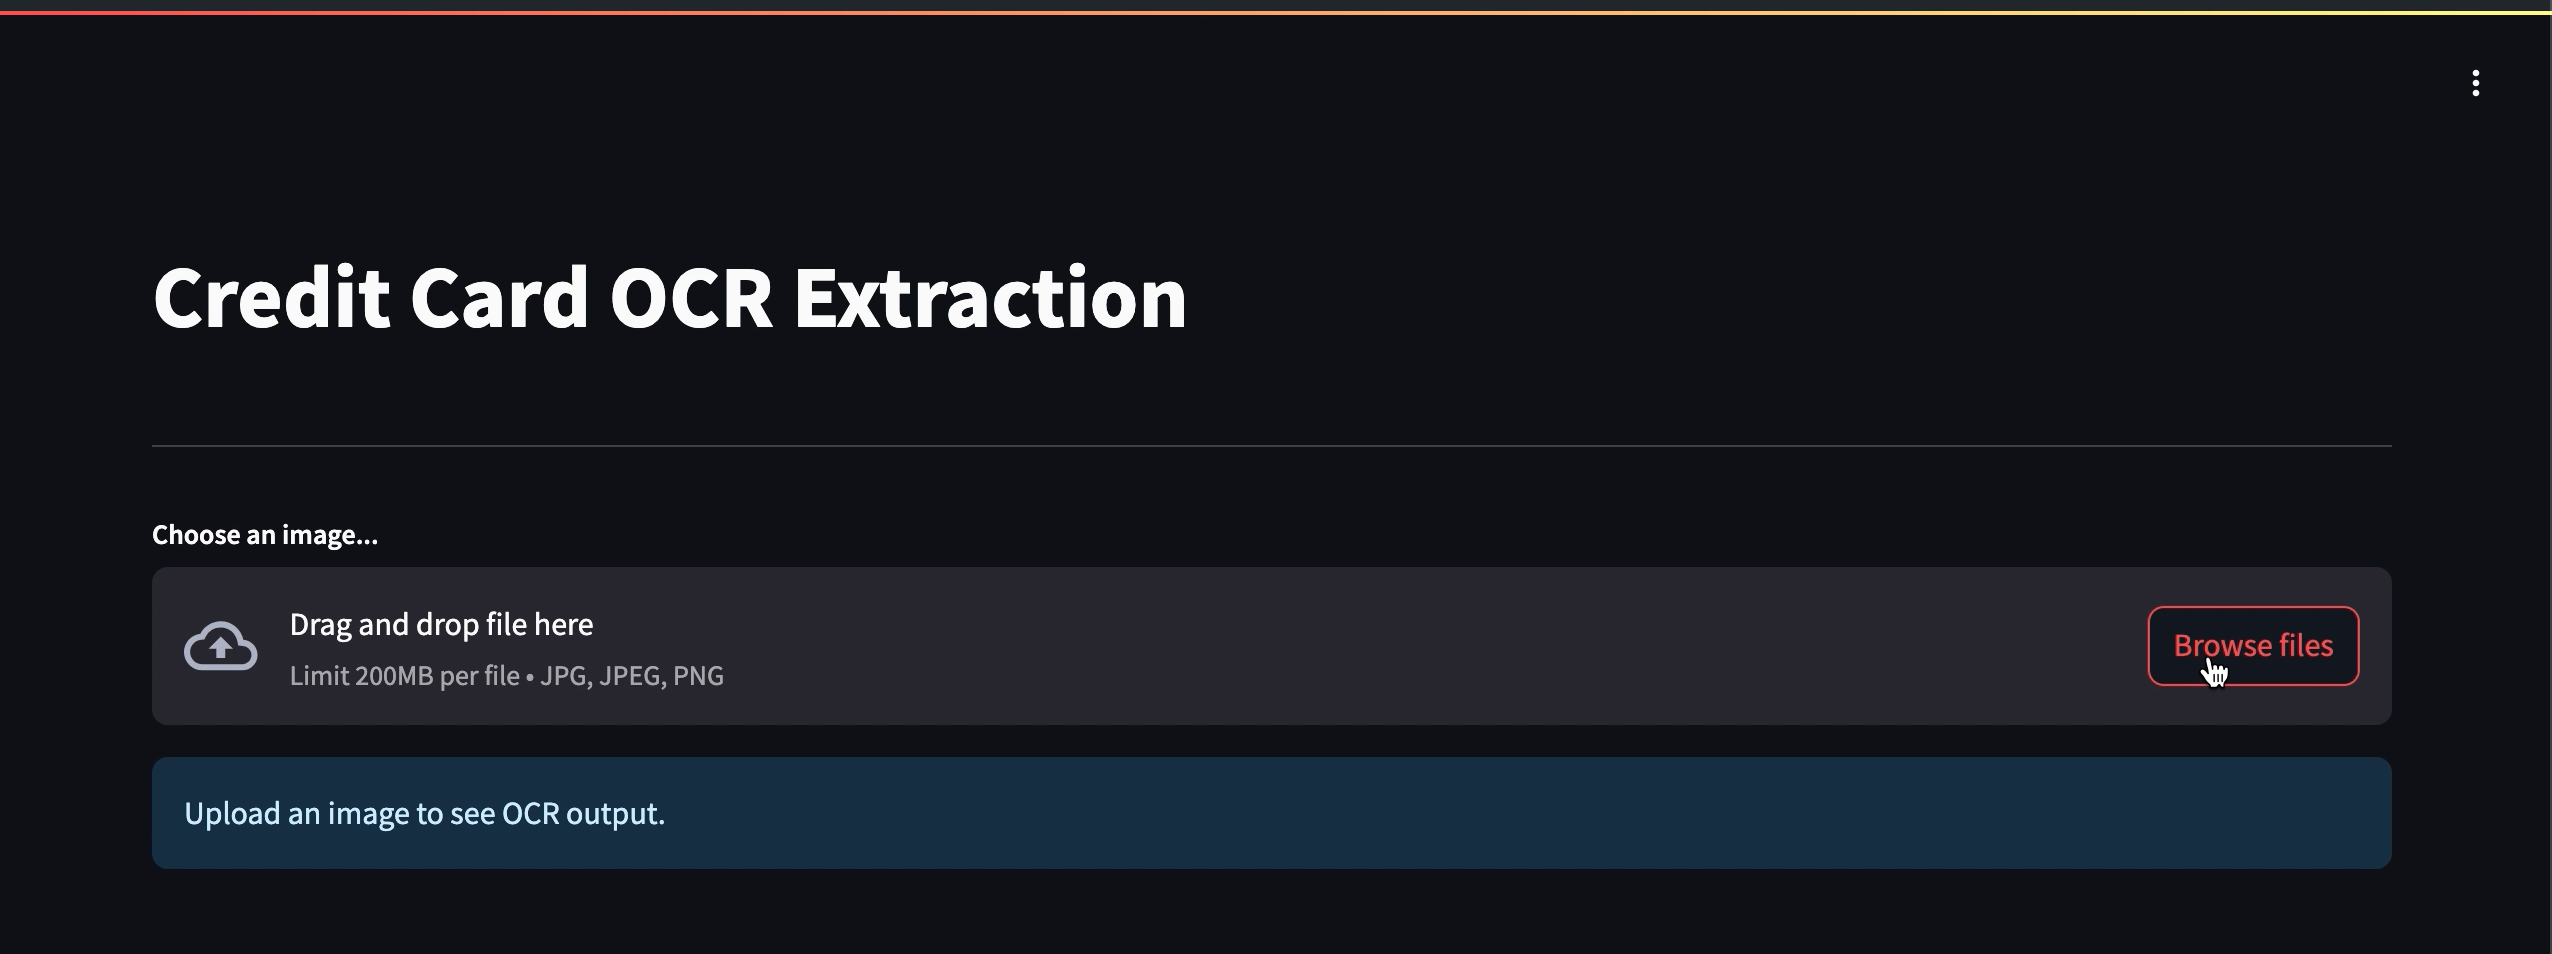 Credit Card OCR Extraction
Choose an image...
Drag and drop file here
Limit 200MB per file • JPG, JPEG, PNG
Browse files
Upload an image to see OCR output.